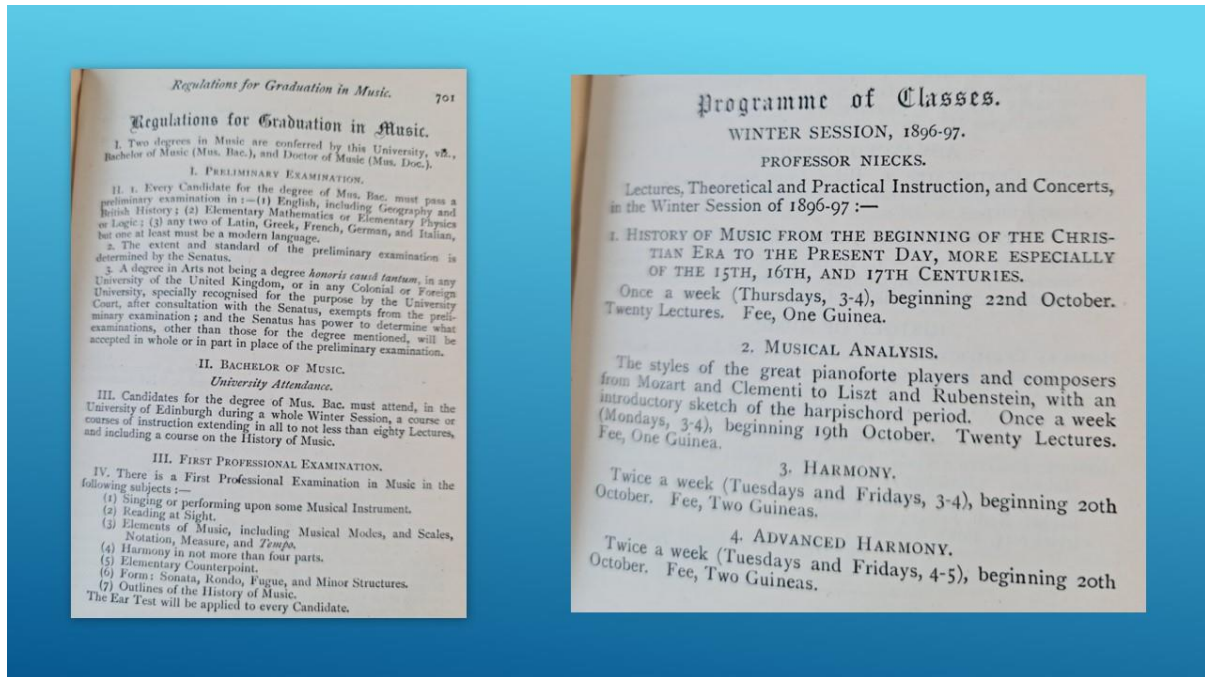 Regulations for Graduation in Music.
701
Regulations for Graduation in Music.
I. Two degrees in Music are conferred by this University, viz.,
Bachelor of Music (Mus. Bac.), and Doctor of Music (Mus. Doc.).
I. PRELIMINARY EXAMINATION.
II. 1. Every Candidate for the degree of Mus. Bac. must pass a
preliminary examination in :—(1) English, including Geography and
British History ; (2) Elementary Mathematics or Elementary Physics
or Logic ; (3) any two of Latin, Greek, French, German, and Italian,
but one at least must be a modern language.
2. The extent and standard of the preliminary examination is
determined by the Senatus.
3. A degree in Arts not being a degree honoris causâ tantum, in any
University of the United Kingdom, or in any Colonial or Foreign
University, specially recognised for the purpose by the University
Court, after consultation with the Senatus, exempts from the preli-
minary examination ; and the Senatus has power to determine what
examinations, other than those for the degree mentioned, will be
accepted in whole or in part in place of the preliminary examination.
II. BACHELOR OF MUSIC.
University Attendance.
III. Candidates for the degree of Mus. Bac. must attend, in the
University of Edinburgh during a whole Winter Session, a course or
courses of instruction extending in all to not less than eighty Lectures,
and including a course on the History of Music.
III. FIRST PROFESSIONAL EXAMINATION.
IV. There is a First Professional Examination in Music in the
following subjects :—
(1) Singing or performing upon some Musical Instrument.
(2) Reading at Sight.
(3) Elements of Music, including Musical Modes, and Scales,
Notation, Measure, and Tempo.
(4) Harmony in not more than four parts.
(5) Elementary Counterpoint.
(6) Form : Sonata, Rondo, Fugue, and Minor Structures.
(7) Outlines of the History of Music.
The Ear Test will be applied to every Candidate.
Programme of Classes.
WINTER SESSION, 1896-97.
PROFESSOR NIECKS.
Lectures, Theoretical and Practical Instruction, and Concerts,
in the Winter Session of 1896-97 :—
1. HISTORY OF MUSIC FROM THE BEGINNING OF THE CHRIS-
TIAN ERA TO THE PRESENT DAY, MORE ESPECIALLY
OF THE 15TH, 16TH, AND 17TH CENTURIES.
Once a week (Thursdays, 3-4), beginning 22nd October.
Twenty Lectures. Fee, One Guinea.
2. MUSICAL ANALYSIS.
The styles of the great pianoforte players and composers
from Mozart and Clementi to Liszt and Rubenstein, with an
introductory sketch of the harpischord period. Once a week
(Mondays, 3-4), beginning 19th October. Twenty Lectures.
Fee, One Guinea.
3. HARMONY.
Twice a week (Tuesdays and Fridays, 3-4), beginning 20th
October. Fee, Two Guineas.
4. ADVANCED HARMONY.
Twice a week (Tuesdays and Fridays, 4-5), beginning 20th
October. Fee, Two Guineas.